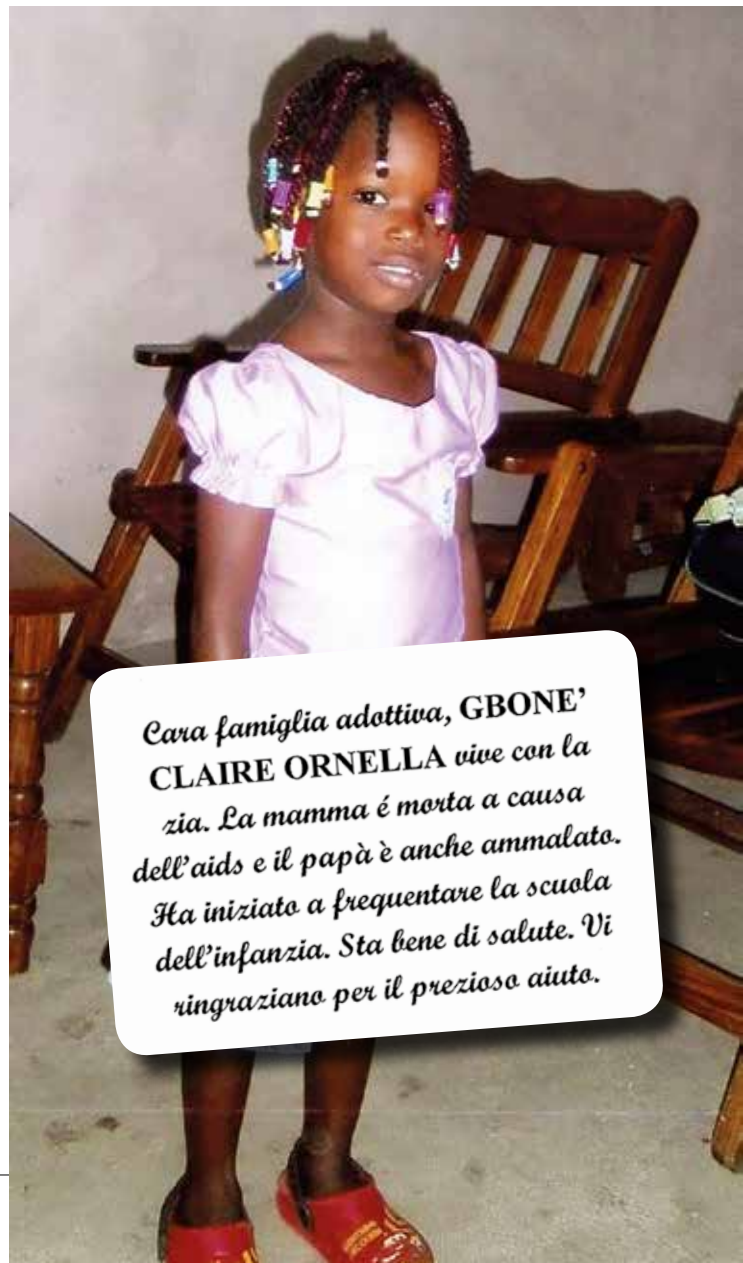 Cara famiglia adottiva, GBONE’
CLAIRE ORNELLA vive con la
zia. La mamma é morta a causa
dell’aids e il papà è anche ammalato.
Ha iniziato a frequentare la scuola
dell’infanzia. Sta bene di salute. Vi
ringraziano per il prezioso aiuto.